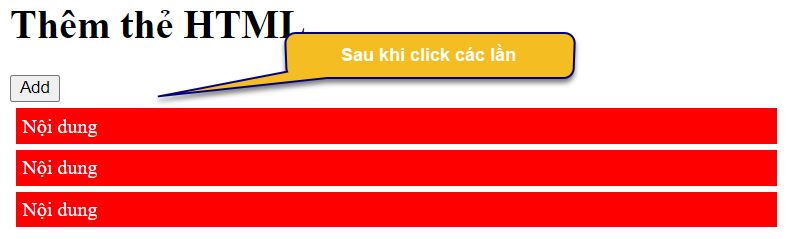 Thêm thẻ HTML
Sau khi click các lần
Add
Nội dung
Nội dung
Nội dung